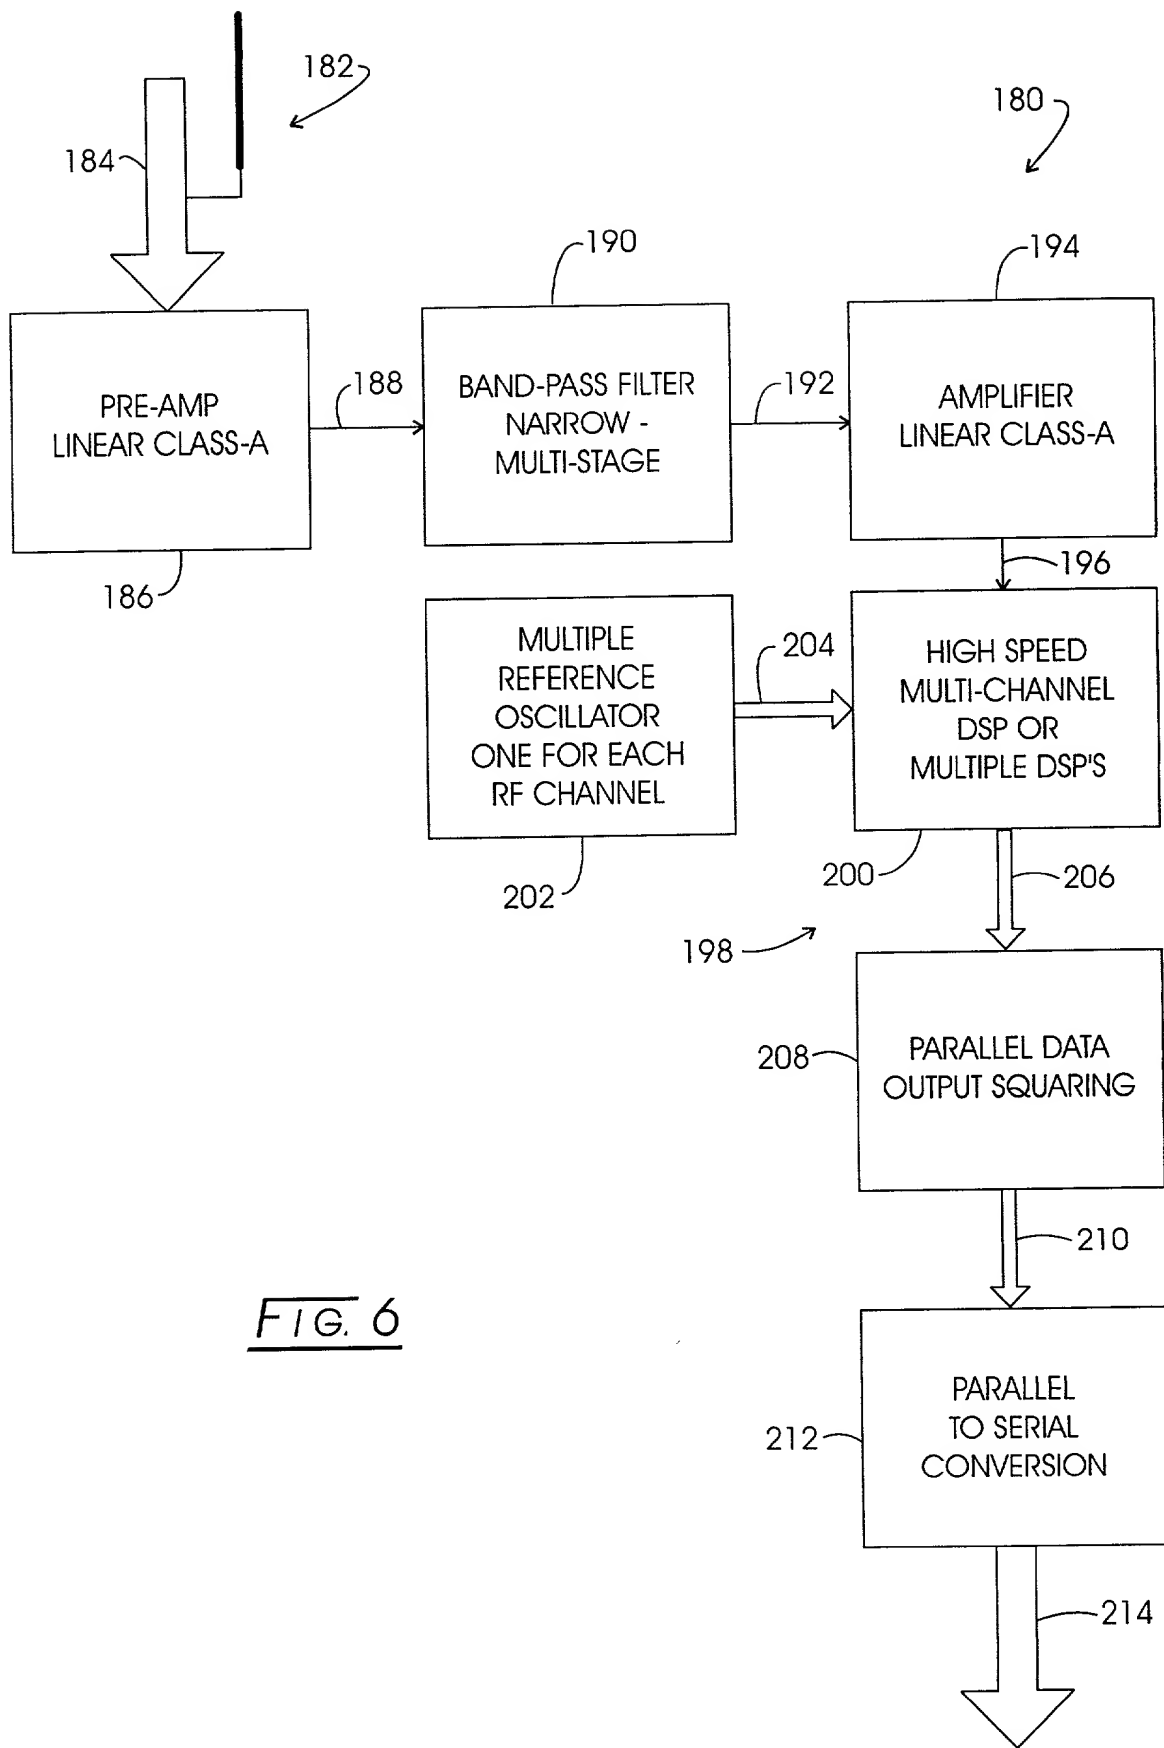 182
180
184
190
194
PRE-AMP
LINEAR CLASS-A
188
BAND-PASS FILTER
NARROW -
MULTI-STAGE
192
AMPLIFIER
LINEAR CLASS-A
186
196
MULTIPLE
REFERENCE
OSCILLATOR
ONE FOR EACH
RF CHANNEL
204
HIGH SPEED
MULTI-CHANNEL
DSP OR
MULTIPLE DSP'S
202
200
206
198
208
PARALLEL DATA
OUTPUT SQUARING
210
FIG. 6
212
PARALLEL
TO SERIAL
CONVERSION
214